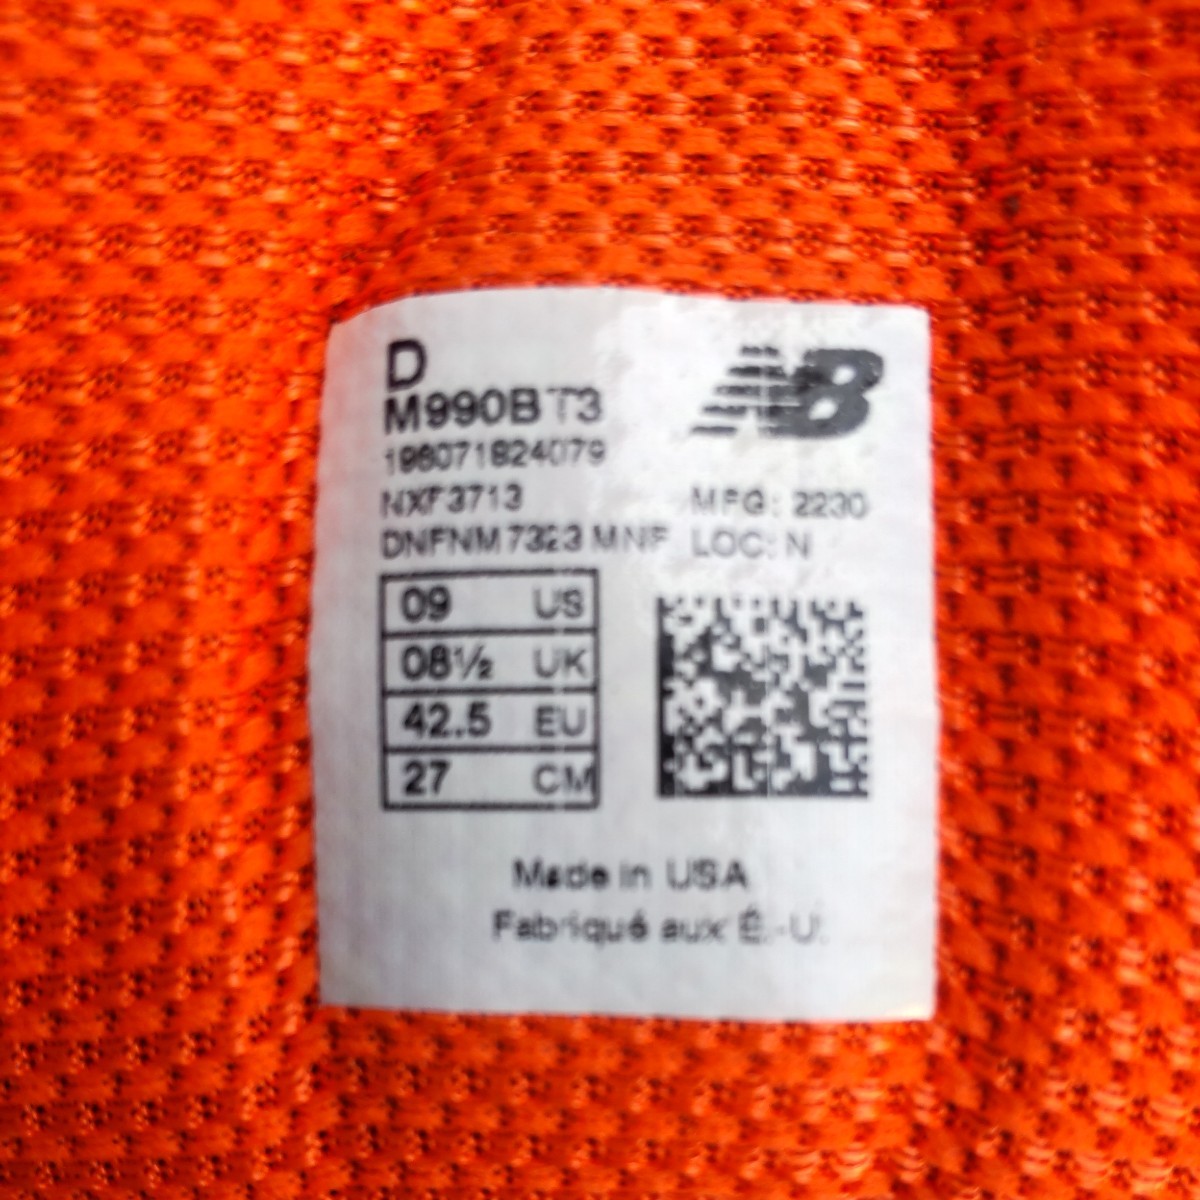 D
NB
M990BT3
196071824079
NXF3713 MFG: 2230
DNFNM7323 MNF LOC: N
09 US
08½ UK
42.5 EU
27 CM
Made in USA
Fabriqué aux É.-U.